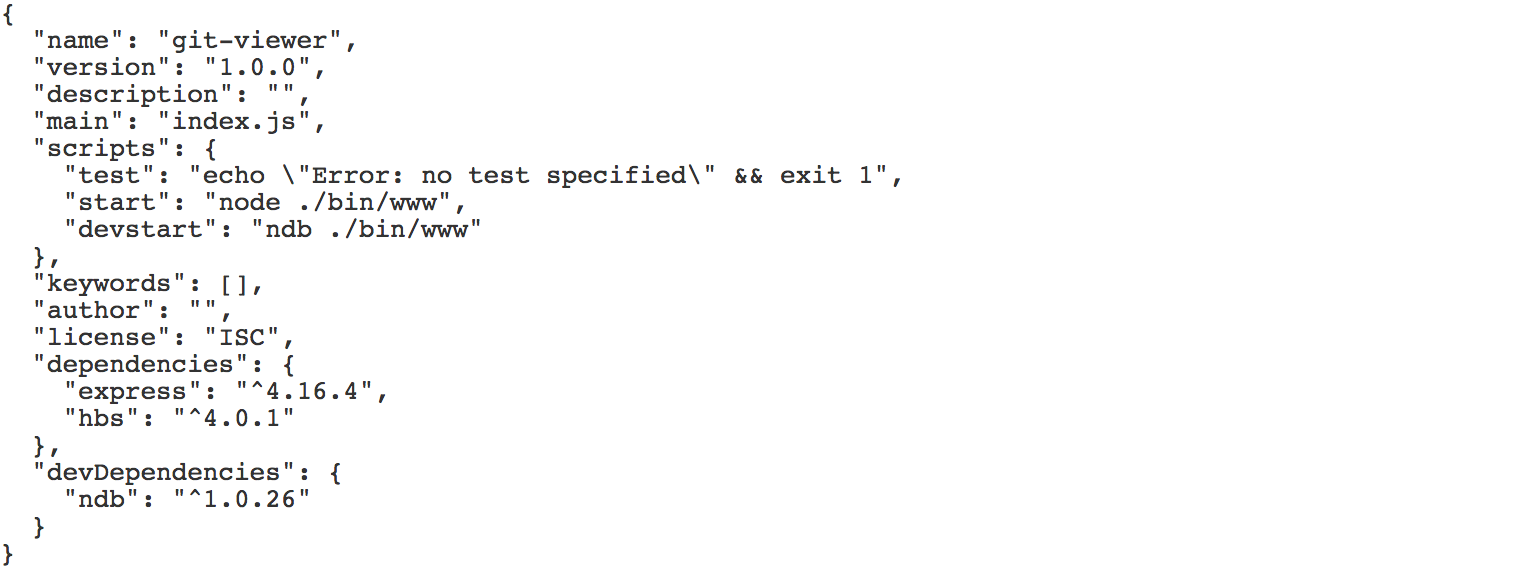 {
  "name": "git-viewer",
  "version": "1.0.0",
  "description": "",
  "main": "index.js",
  "scripts": {
    "test": "echo \"Error: no test specified\" && exit 1",
    "start": "node ./bin/www",
    "devstart": "ndb ./bin/www"
  },
  "keywords": [],
  "author": "",
  "license": "ISC",
  "dependencies": {
    "express": "^4.16.4",
    "hbs": "^4.0.1"
  },
  "devDependencies": {
    "ndb": "^1.0.26"
  }
}